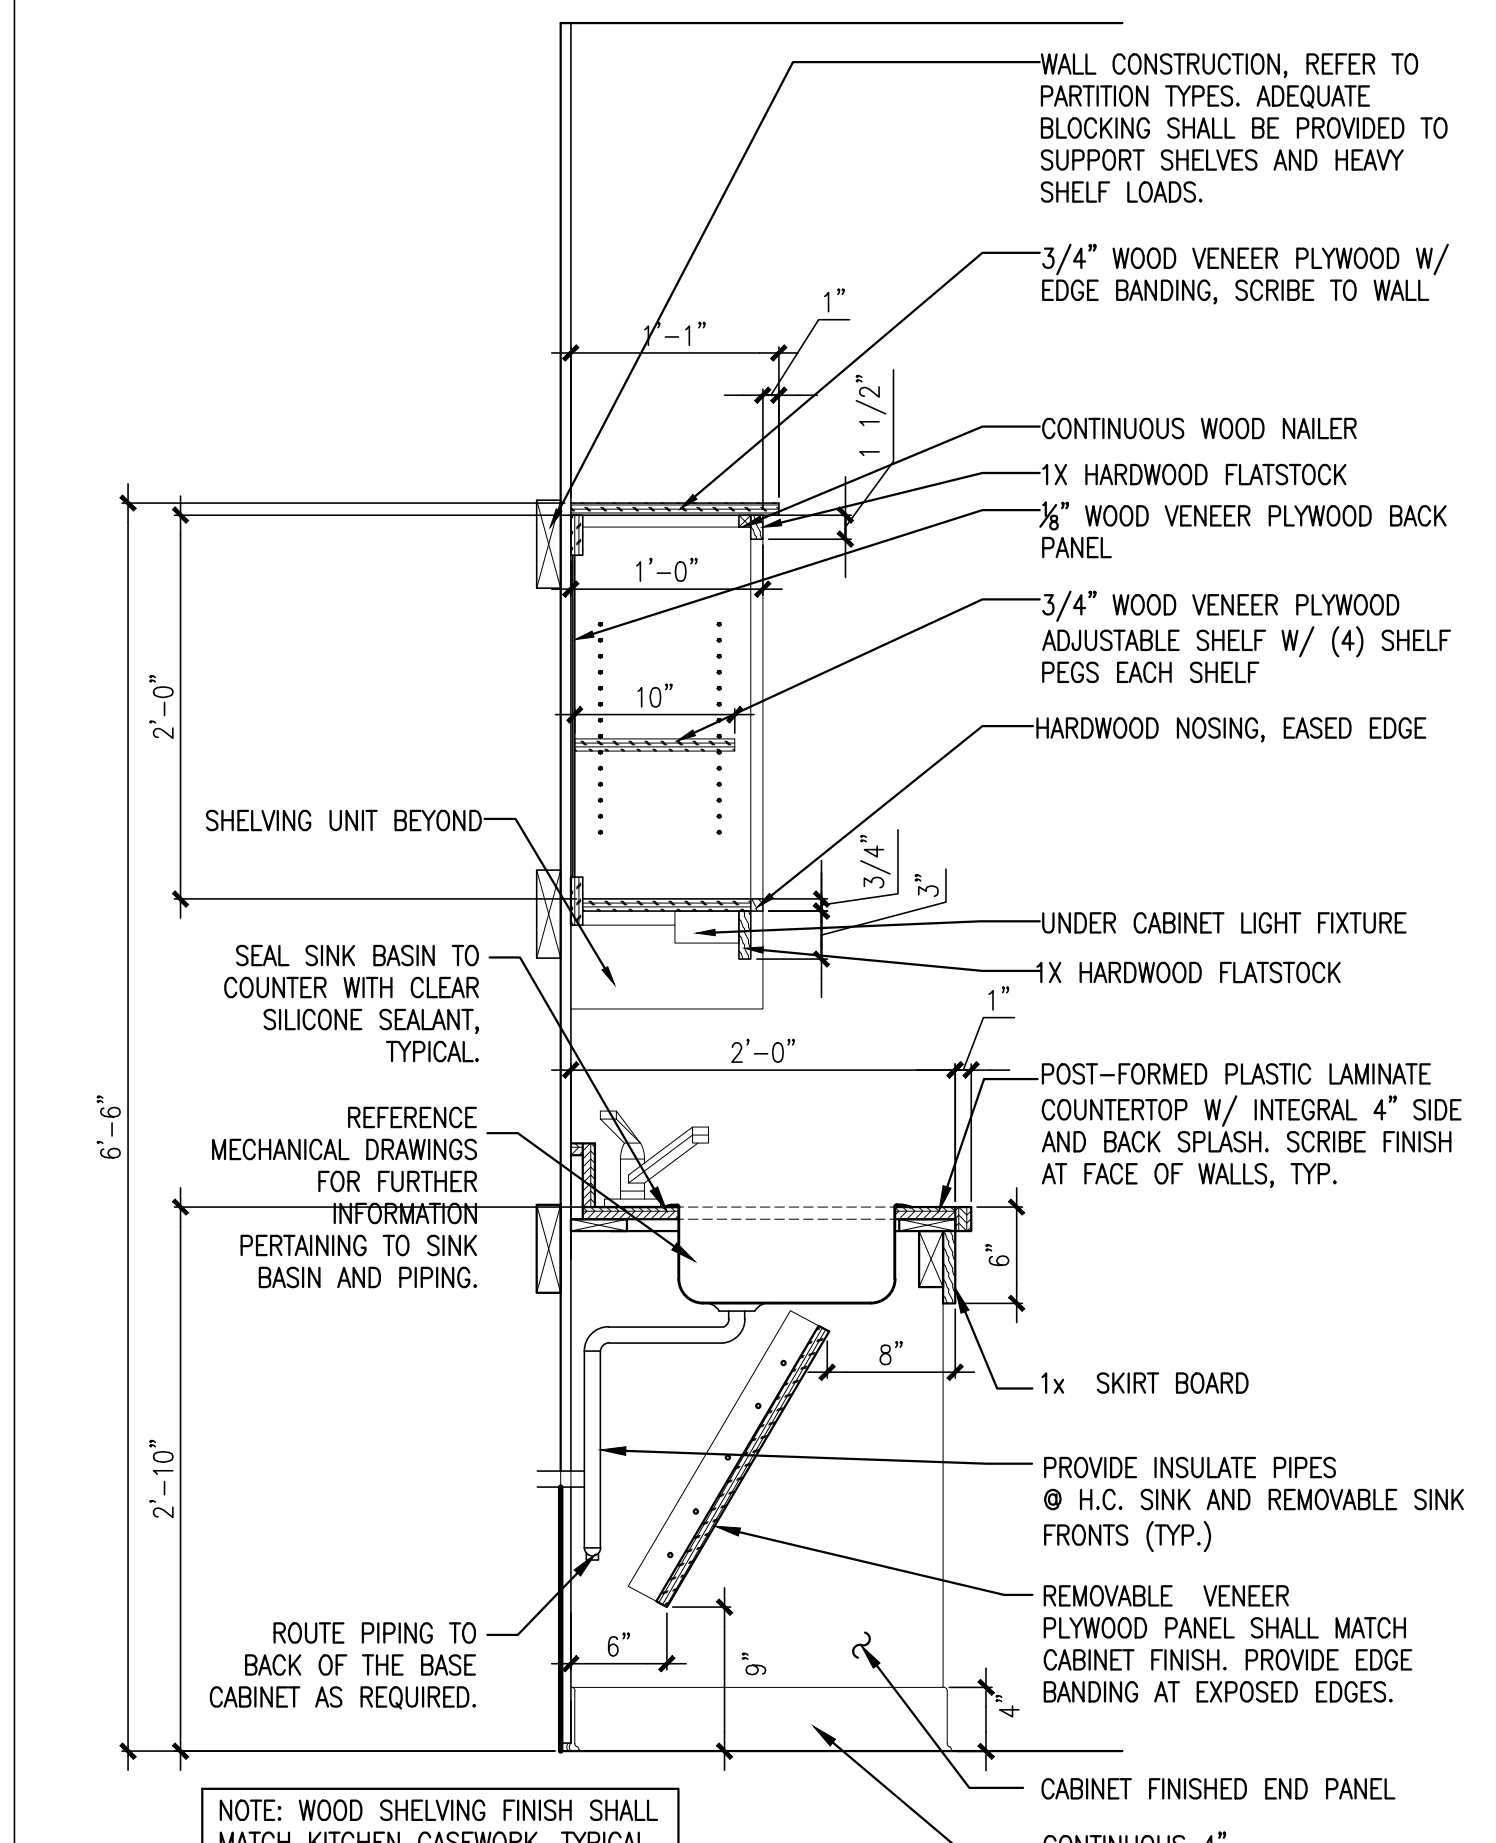 WALL CONSTRUCTION, REFER TO
PARTITION TYPES. ADEQUATE
BLOCKING SHALL BE PROVIDED TO
SUPPORT SHELVES AND HEAVY
SHELF LOADS.
3/4" WOOD VENEER PLYWOOD W/
EDGE BANDING, SCRIBE TO WALL
1"
1'-1"
1 1/2"
CONTINUOUS WOOD NAILER
1X HARDWOOD FLATSTOCK
⅛" WOOD VENEER PLYWOOD BACK
PANEL
1'-0"
3/4" WOOD VENEER PLYWOOD
ADJUSTABLE SHELF W/ (4) SHELF
PEGS EACH SHELF
10"
2'-0"
HARDWOOD NOSING, EASED EDGE
SHELVING UNIT BEYOND
3/4"
3"
UNDER CABINET LIGHT FIXTURE
1X HARDWOOD FLATSTOCK
SEAL SINK BASIN TO
COUNTER WITH CLEAR
SILICONE SEALANT,
TYPICAL.
1"
2'-0"
POST-FORMED PLASTIC LAMINATE
COUNTERTOP W/ INTEGRAL 4" SIDE
AND BACK SPLASH. SCRIBE FINISH
AT FACE OF WALLS, TYP.
6'-6"
REFERENCE
MECHANICAL DRAWINGS
FOR FURTHER
INFORMATION
PERTAINING TO SINK
BASIN AND PIPING.
6"
8"
1x SKIRT BOARD
2'-10"
PROVIDE INSULATE PIPES
@ H.C. SINK AND REMOVABLE SINK
FRONTS (TYP.)
REMOVABLE VENEER
PLYWOOD PANEL SHALL MATCH
CABINET FINISH. PROVIDE EDGE
BANDING AT EXPOSED EDGES.
ROUTE PIPING TO
BACK OF THE BASE
CABINET AS REQUIRED.
6"
9"
4"
CABINET FINISHED END PANEL
NOTE: WOOD SHELVING FINISH SHALL
MATCH KITCHEN CASEWORK, TYPICAL
CONTINUOUS 4"